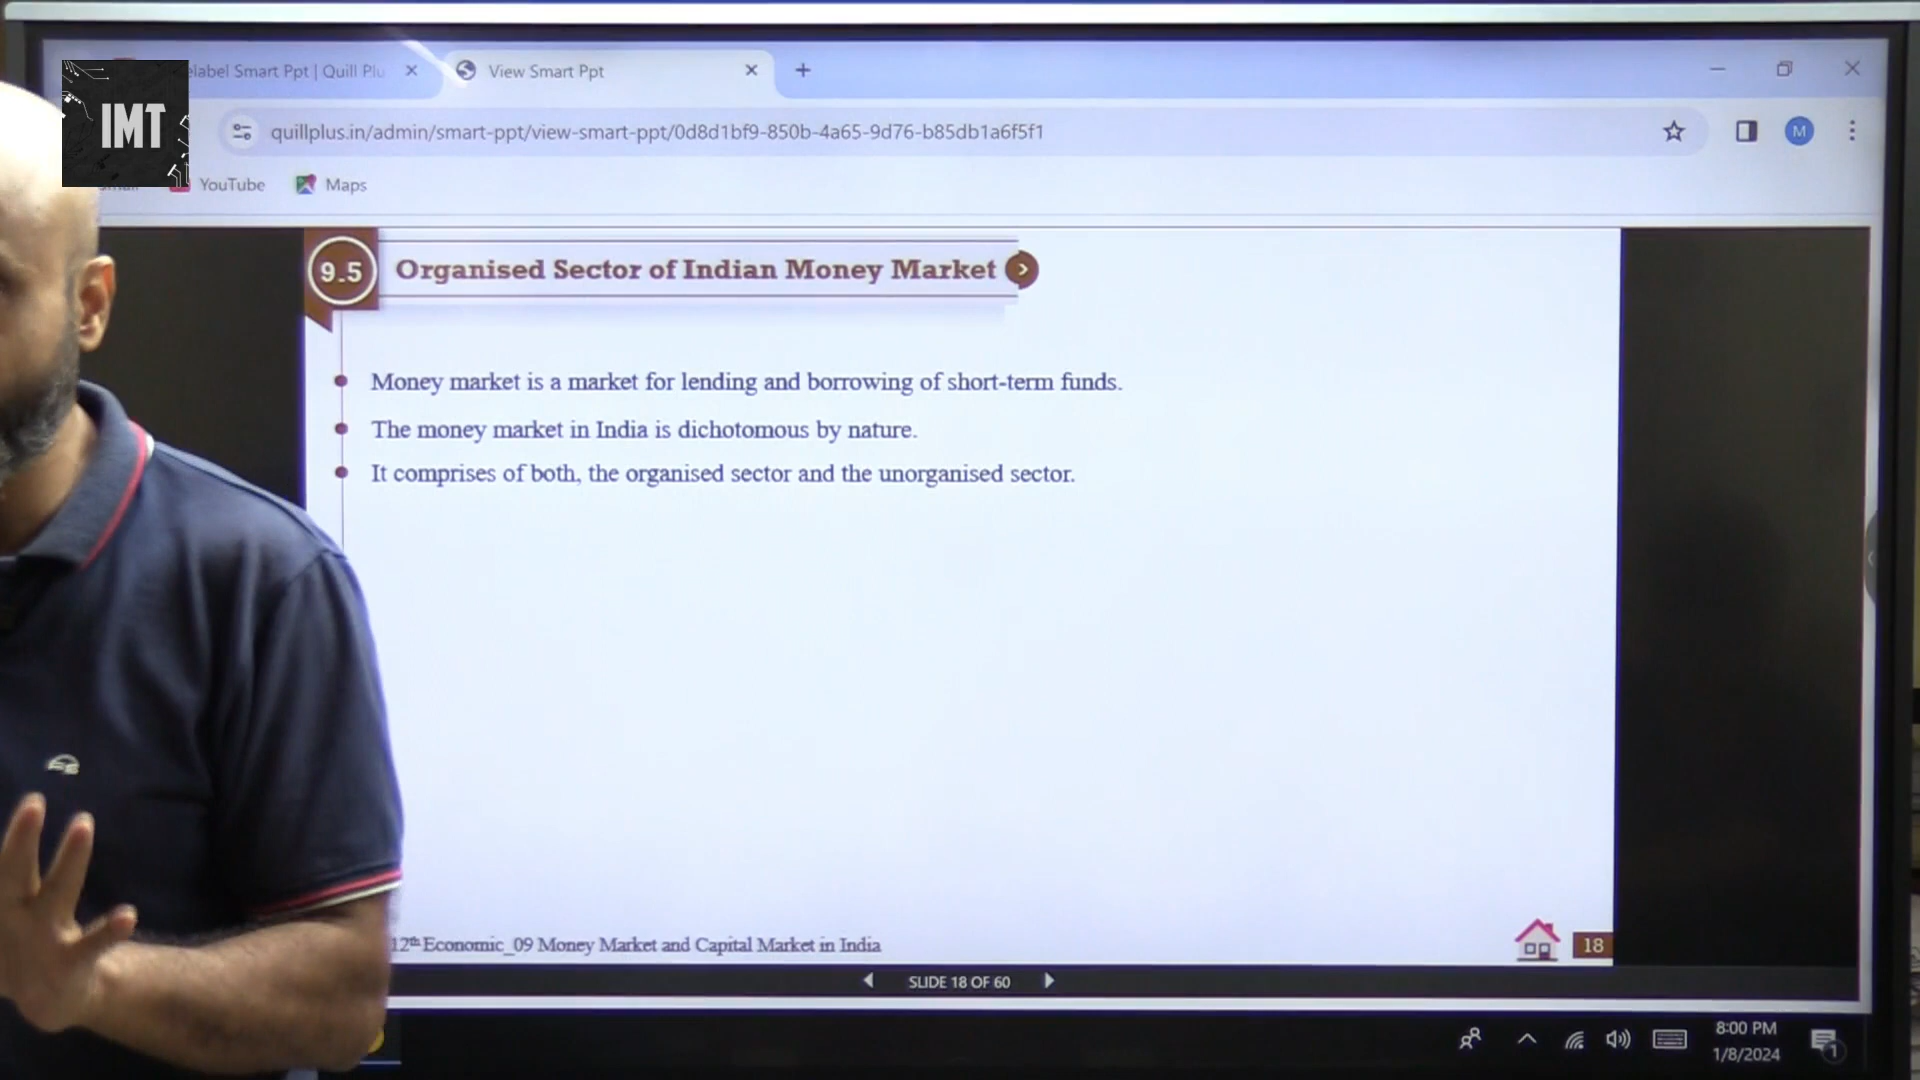 elabel Smart Ppt | Quill Plu
View Smart Ppt
IMT
quillplus.in/admin/smart-ppt/view-smart-ppt/0d8d1bf9-850b-4a65-9d76-b85db1a6f5f1
M
YouTube
Maps
9.5 Organised Sector of Indian Money Market
Money market is a market for lending and borrowing of short-term funds.
The money market in India is dichotomous by nature.
It comprises of both, the organised sector and the unorganised sector.
12th Economic_09 Money Market and Capital Market in India
18
SLIDE 18 OF 60
8:00 PM
1/8/2024
1